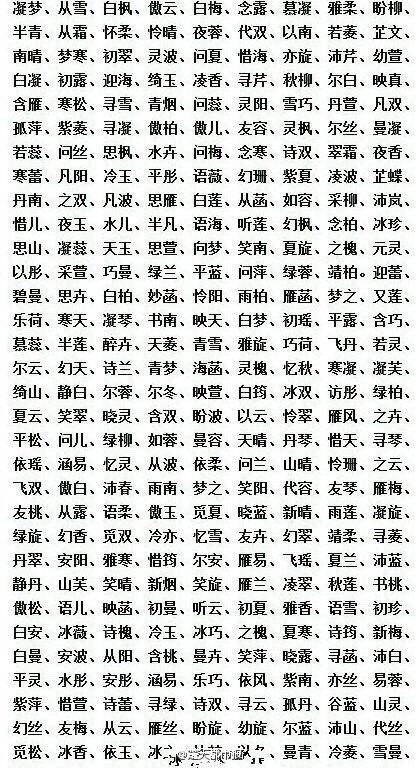 凝梦、从雪、白枫、傲云、白梅、念露、慕凝、雅柔、盼柳、
半青、从霜、怀柔、怜晴、夜蓉、代双、以南、若菱、芷文、
南晴、梦寒、初翠、灵波、问夏、惜海、亦旋、沛芹、幼萱、
白凝、初露、迎海、绮玉、凌香、寻芹、秋柳、尔白、映真、
含雁、寒松、寻雪、青烟、问蕊、灵阳、雪巧、丹萱、凡双、
孤萍、紫菱、寻凝、傲柏、傲儿、友容、灵枫、尔丝、曼凝、
若蕊、问丝、思枫、水卉、问梅、念寒、诗双、翠霜、夜香、
寒蕾、凡阳、冷玉、平彤、语薇、幻珊、紫夏、凌波、芷蝶、
丹南、之双、凡波、思雁、白莲、从菡、如容、采柳、沛岚、
惜儿、夜玉、水儿、半凡、语海、听莲、幻枫、念柏、冰珍、
思山、凝蕊、天玉、思萱、向梦、笑南、夏旋、之槐、元灵、
以彤、采萱、巧曼、绿兰、平蓝、问萍、绿蓉、靖柏。迎蕾、
碧曼、思卉、白柏、妙菡、怜阳、雨柏、雁菡、梦之、又莲、
乐荷、寒天、凝琴、书南、映天、白梦、初瑶、平露、含巧、
慕蕊、半莲、醉卉、天菱、青雪、雅旋、巧荷、飞丹、若灵、
尔云、幻天、诗兰、青梦、海菡、灵槐、忆秋、寒凝、凝芙、
绮山、静白、尔蓉、尔冬、映萱、白筠、冰双、访彤、绿柏、
夏云、笑翠、晓灵、含双、盼波、以云、怜翠、雁风、之卉、
平松、问儿、绿柳、如蓉、曼容、天晴、丹琴、惜天、寻琴、
依瑶、涵易、忆灵、从波、依柔、问兰、山晴、怜珊、之云、
飞双、傲白、沛春、雨南、梦之、笑阳、代容、友琴、雁梅、
友桃、从露、语柔、傲玉、觅夏、晓蓝、新晴、雨莲、凝旋、
绿旋、幻香、觅双、冷亦、忆雪、友卉、幻翠、靖柔、寻菱、
丹翠、安阳、雅寒、惜筠、尔安、雁易、飞瑶、夏兰、沛蓝、
静丹、山芙、笑晴、新烟、笑旋、雁兰、凌翠、秋莲、书桃、
傲松、语儿、映菡、初曼、听云、初夏、雅香、语雪、初珍、
白安、冰薇、诗槐、冷玉、冰巧、之槐、夏寒、诗筠、新梅、
白曼、安波、从阳、含桃、曼卉、笑萍、晓露、寻菡、沛白、
平灵、水彤、安彤、涵易、乐巧、依风、紫南、亦丝、易蓉、
紫萍、惜萱、诗蕾、寻绿、诗双、寻云、孤丹、谷蓝、山灵、
幻丝、友梅、从云、雁丝、盼旋、幼旋、尔蓝、沛山、代丝、
觅松、冰香、依玉、曼青、冷菱、曼雪、